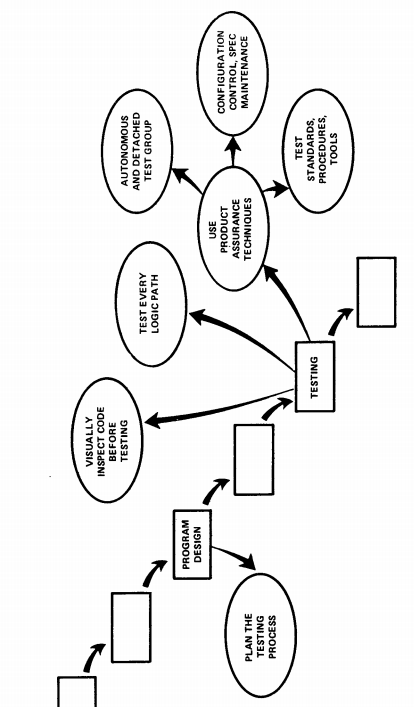 VISUALLY
INSPECT CODE
BEFORE
TESTING
TEST EVERY
LOGIC PATH
AUTONOMOUS
AND DETACHED
TEST GROUP
CONFIGURATION
CONTROL, SPEC
MAINTENANCE
USE
PRODUCT
ASSURANCE
TECHNIQUES
TEST
STANDARDS,
PROCEDURES,
TOOLS
PROGRAM
DESIGN
TESTING
PLAN THE
TESTING
PROCESS